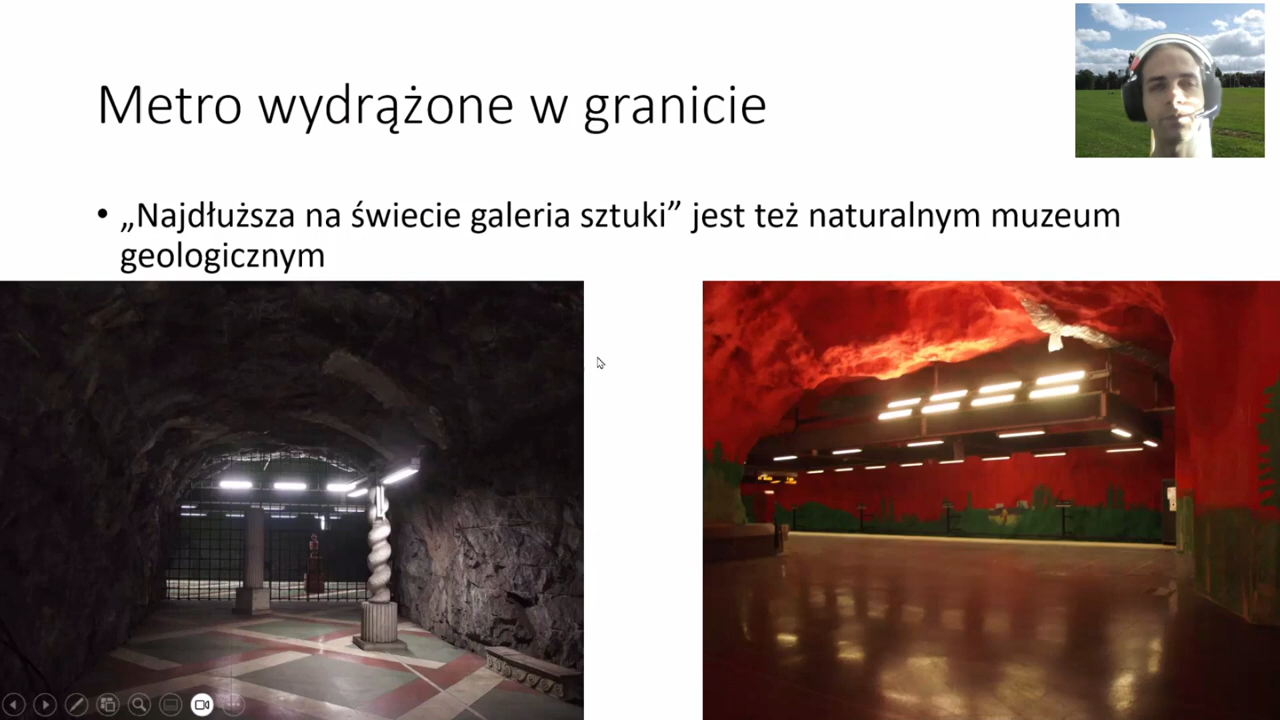 Metro wydrążone w granicie
• „Najdłuższa na świecie galeria sztuki” jest też naturalnym muzeum
geologicznym